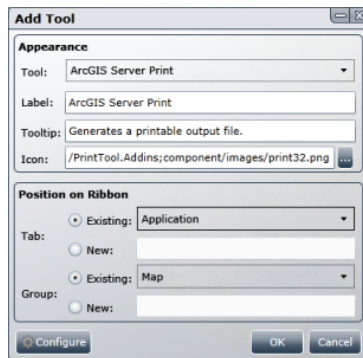 Add Tool
Appearance
Tool: ArcGIS Server Print
Label: ArcGIS Server Print
Tooltip: Generates a printable output file.
Icon: /PrintTool.Addins;component/images/print32.png ...
Position on Ribbon
Tab:
Existing: Application
New:
Group:
Existing: Map
New:
Configure OK Cancel